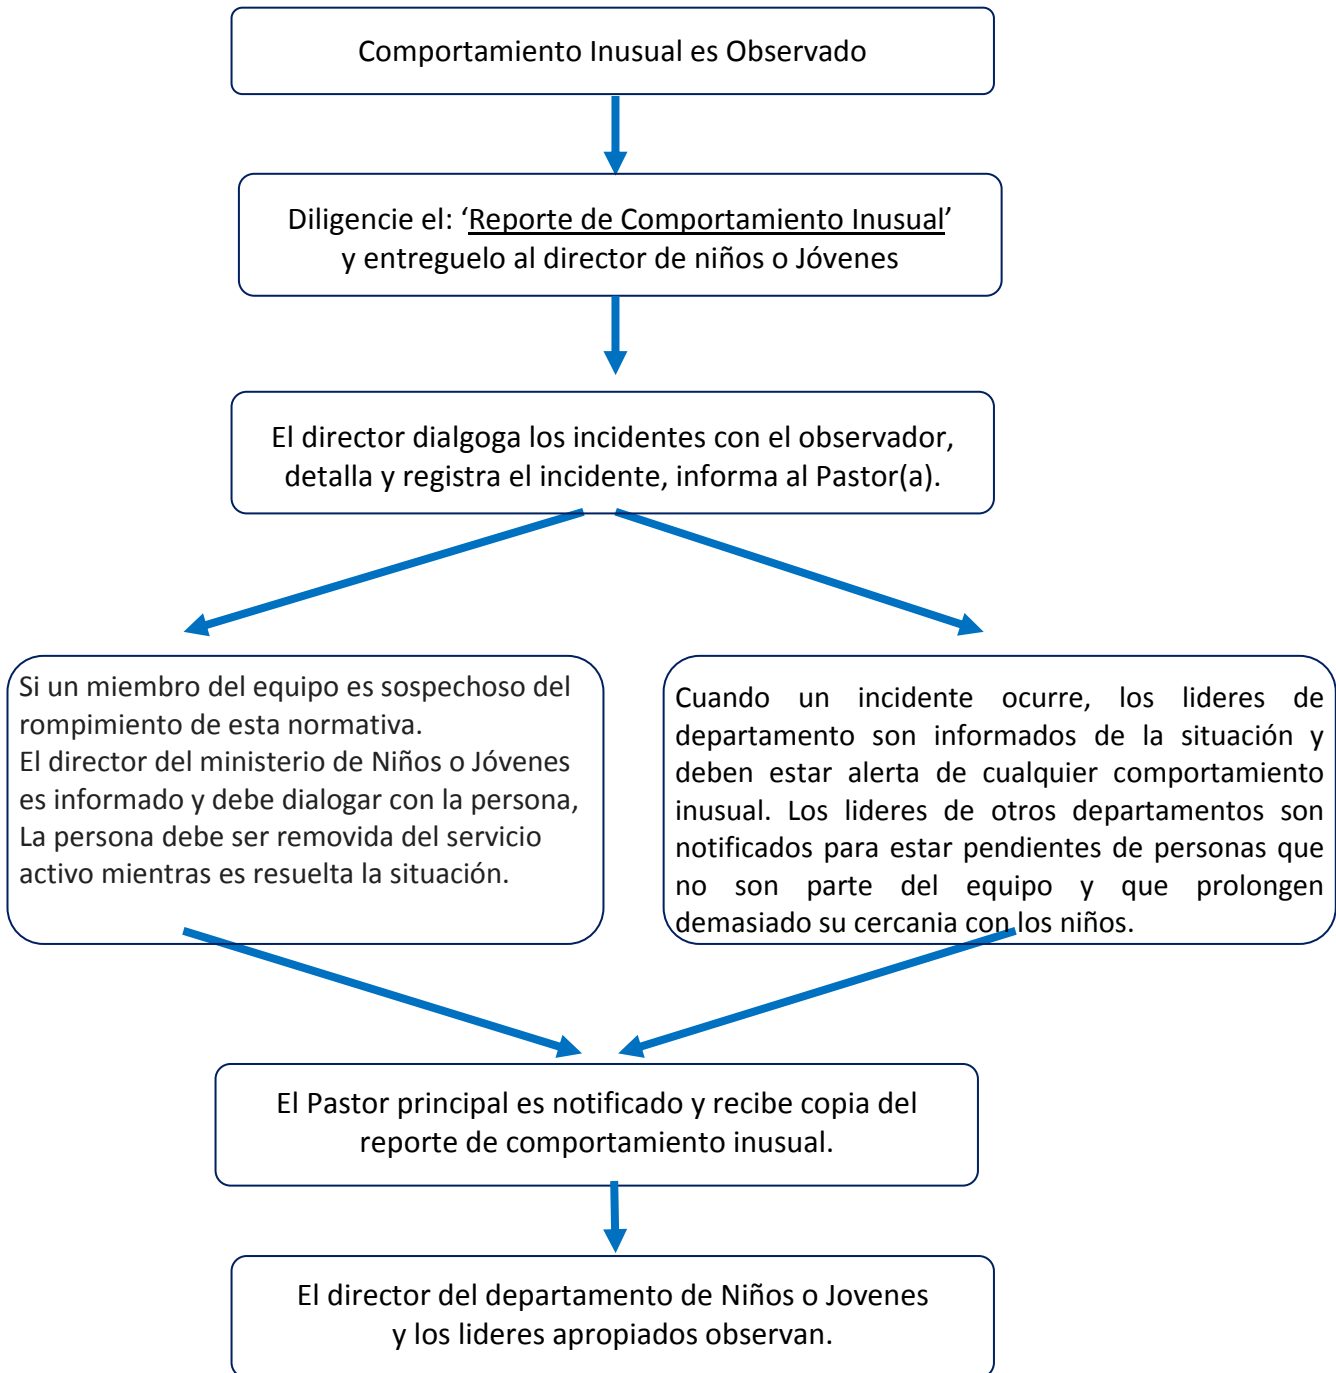 Comportamiento Inusual es Observado
Diligencie el: ‘Reporte de Comportamiento Inusual’
y entreguelo al director de niños o Jóvenes
El director dialgoga los incidentes con el observador,
detalla y registra el incidente, informa al Pastor(a).
Si un miembro del equipo es sospechoso del
rompimiento de esta normativa.
El director del ministerio de Niños o Jóvenes
es informado y debe dialogar con la persona,
La persona debe ser removida del servicio
activo mientras es resuelta la situación.
Cuando un incidente ocurre, los lideres de
departamento son informados de la situación y
deben estar alerta de cualquier comportamiento
inusual. Los lideres de otros departamentos son
notificados para estar pendientes de personas que
no son parte del equipo y que prolongen
demasiado su cercania con los niños.
El Pastor principal es notificado y recibe copia del
reporte de comportamiento inusual.
El director del departamento de Niños o Jovenes
y los lideres apropiados observan.